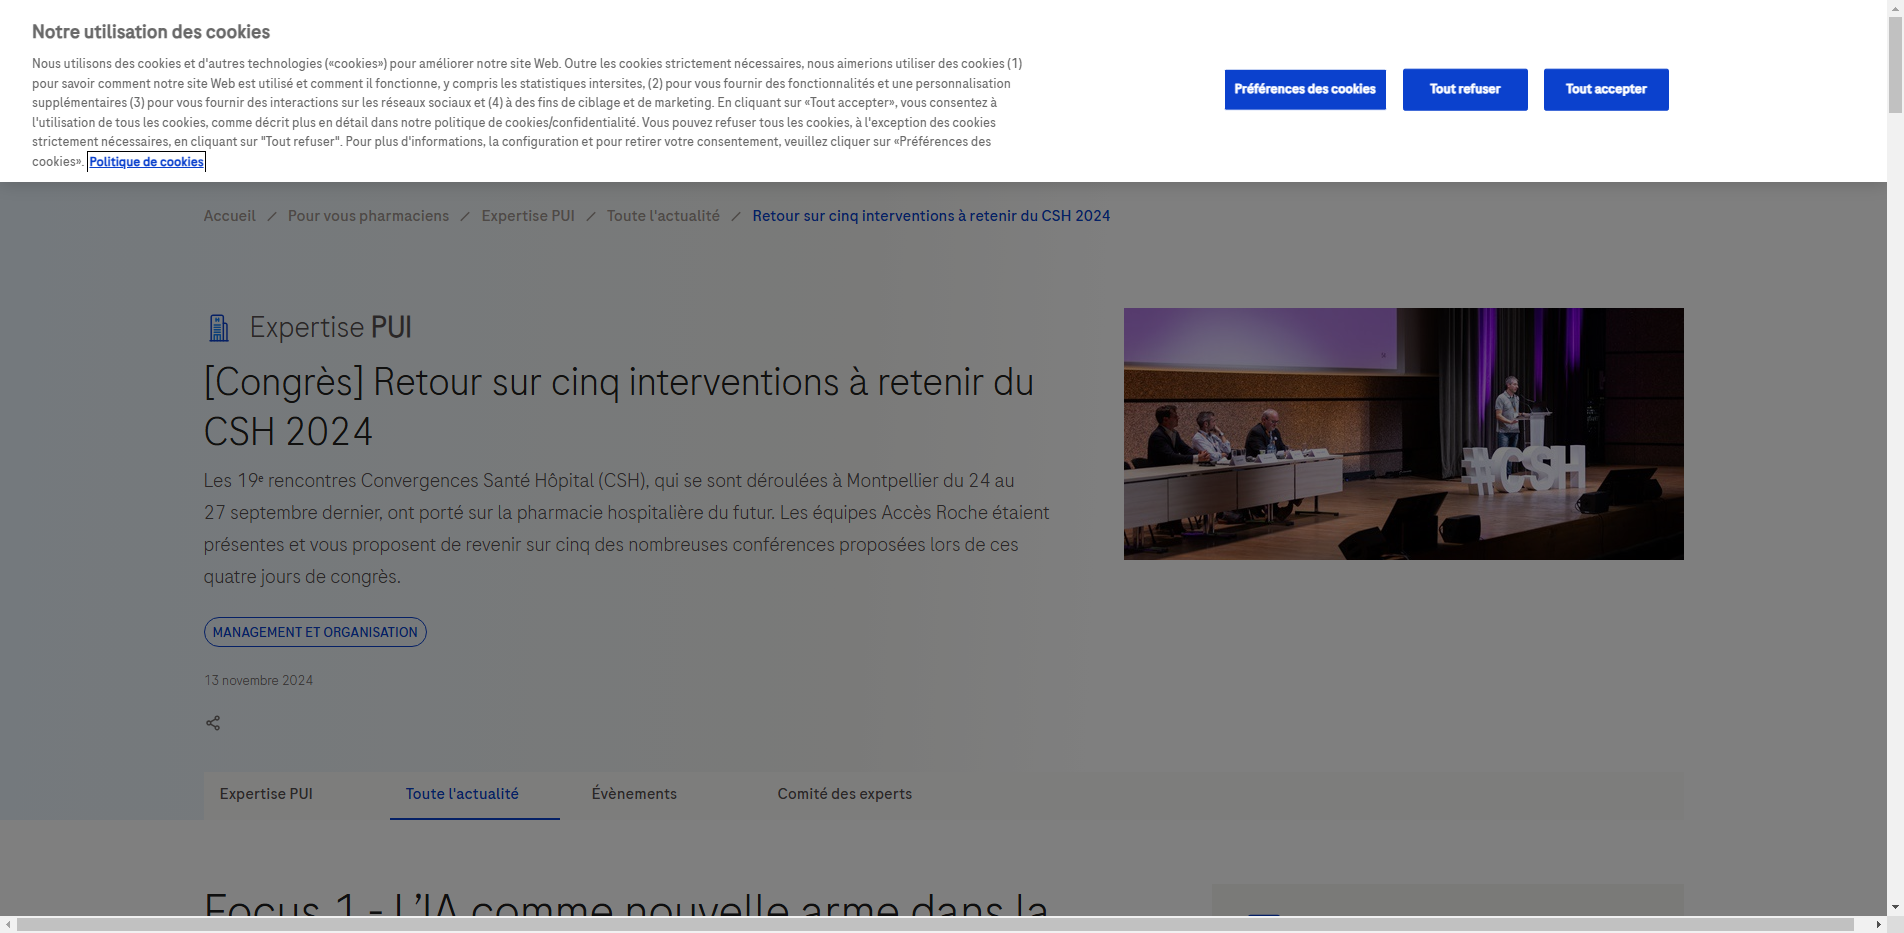 Notre utilisation des cookies
Nous utilisons des cookies et d'autres technologies («cookies») pour améliorer notre site Web. Outre les cookies strictement nécessaires, nous aimerions utiliser des cookies (1)
pour savoir comment notre site Web est utilisé et comment il fonctionne, y compris les statistiques intersites, (2) pour vous fournir des fonctionnalités et une personnalisation
supplémentaires (3) pour vous fournir des interactions sur les réseaux sociaux et (4) à des fins de ciblage et de marketing. En cliquant sur «Tout accepter», vous consentez à
l'utilisation de tous les cookies, comme décrit plus en détail dans notre politique de cookies/confidentialité. Vous pouvez refuser tous les cookies, à l'exception des cookies
strictement nécessaires, en cliquant sur "Tout refuser". Pour plus d'informations, la configuration et pour retirer votre consentement, veuillez cliquer sur «Préférences des
cookies». Politique de cookies
Préférences des cookies
Tout refuser
Tout accepter
Accueil / Pour vous pharmaciens / Expertise PUI / Toute l'actualité / Retour sur cinq interventions à retenir du CSH 2024
Expertise PUI
[Congrès] Retour sur cinq interventions à retenir du
CSH 2024
Les 19ᵉ rencontres Convergences Santé Hôpital (CSH), qui se sont déroulées à Montpellier du 24 au
27 septembre dernier, ont porté sur la pharmacie hospitalière du futur. Les équipes Accès Roche étaient
présentes et vous proposent de revenir sur cinq des nombreuses conférences proposées lors de ces
quatre jours de congrès.
#CSH
MANAGEMENT ET ORGANISATION
13 novembre 2024
Expertise PUI
Toute l'actualité
Évènements
Comité des experts
Focus 1 - L'IA comme nouvelle arme dans la